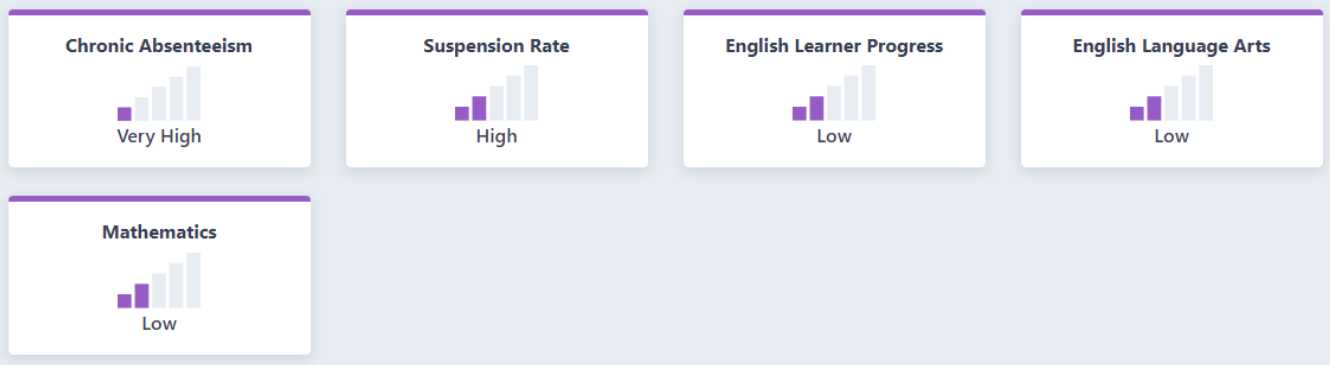 Chronic Absenteeism
Very High
Suspension Rate
High
English Learner Progress
Low
English Language Arts
Low
Mathematics
Low